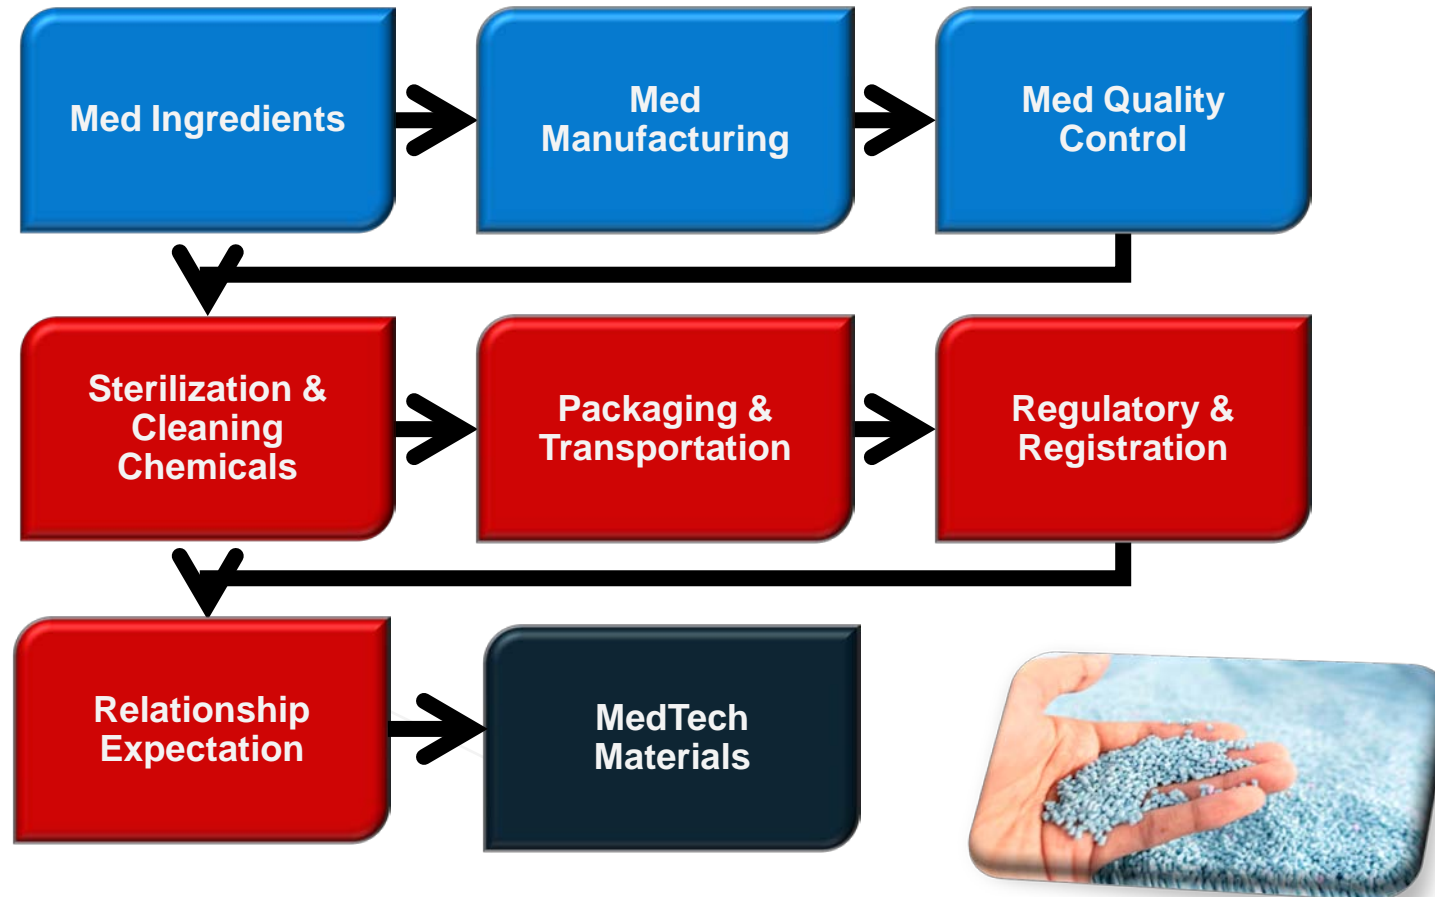 Med Ingredients
Med
Manufacturing
Med Quality
Control
Sterilization &
Cleaning
Chemicals
Packaging &
Transportation
Regulatory &
Registration
Relationship
Expectation
MedTech
Materials